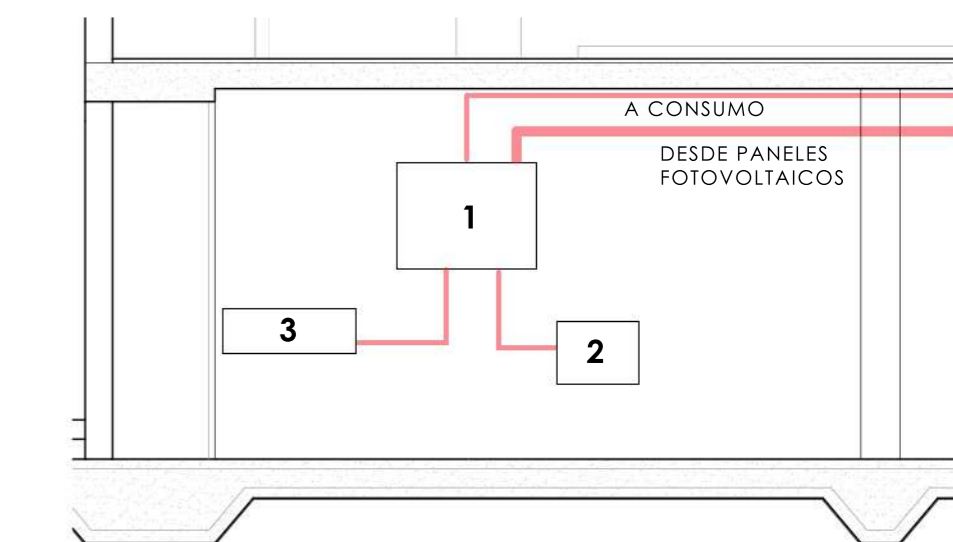 A CONSUMO
DESDE PANELES
FOTOVOLTAICOS
1
3
2